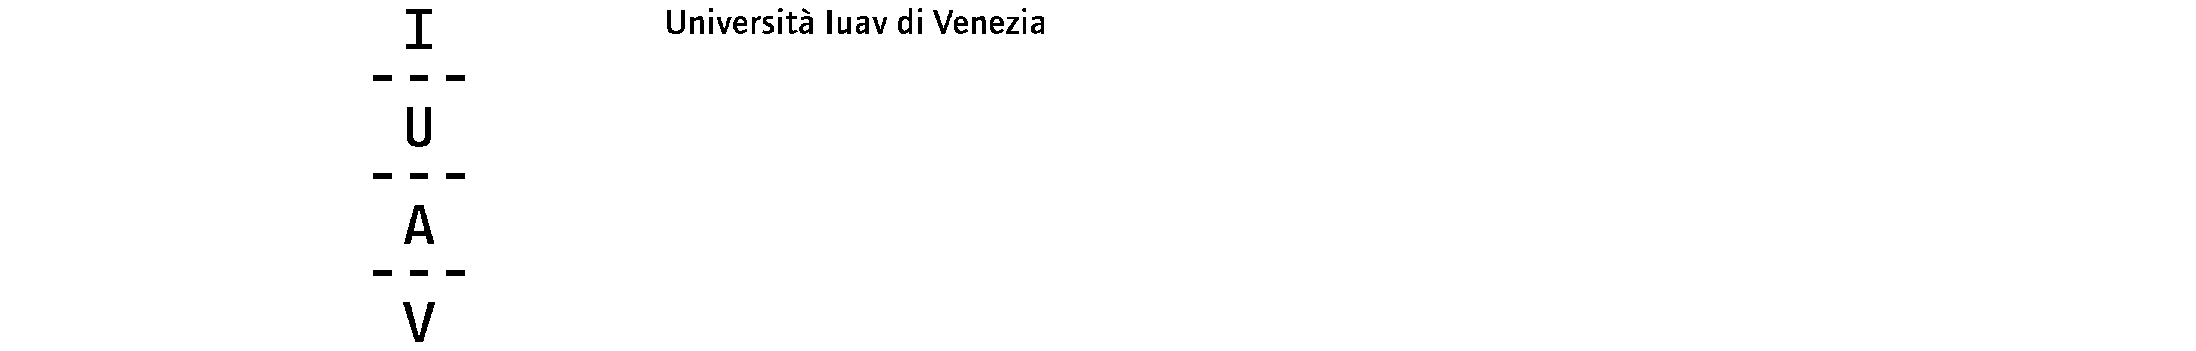 I
---
U
---
A
---
V
Università Iuav di Venezia